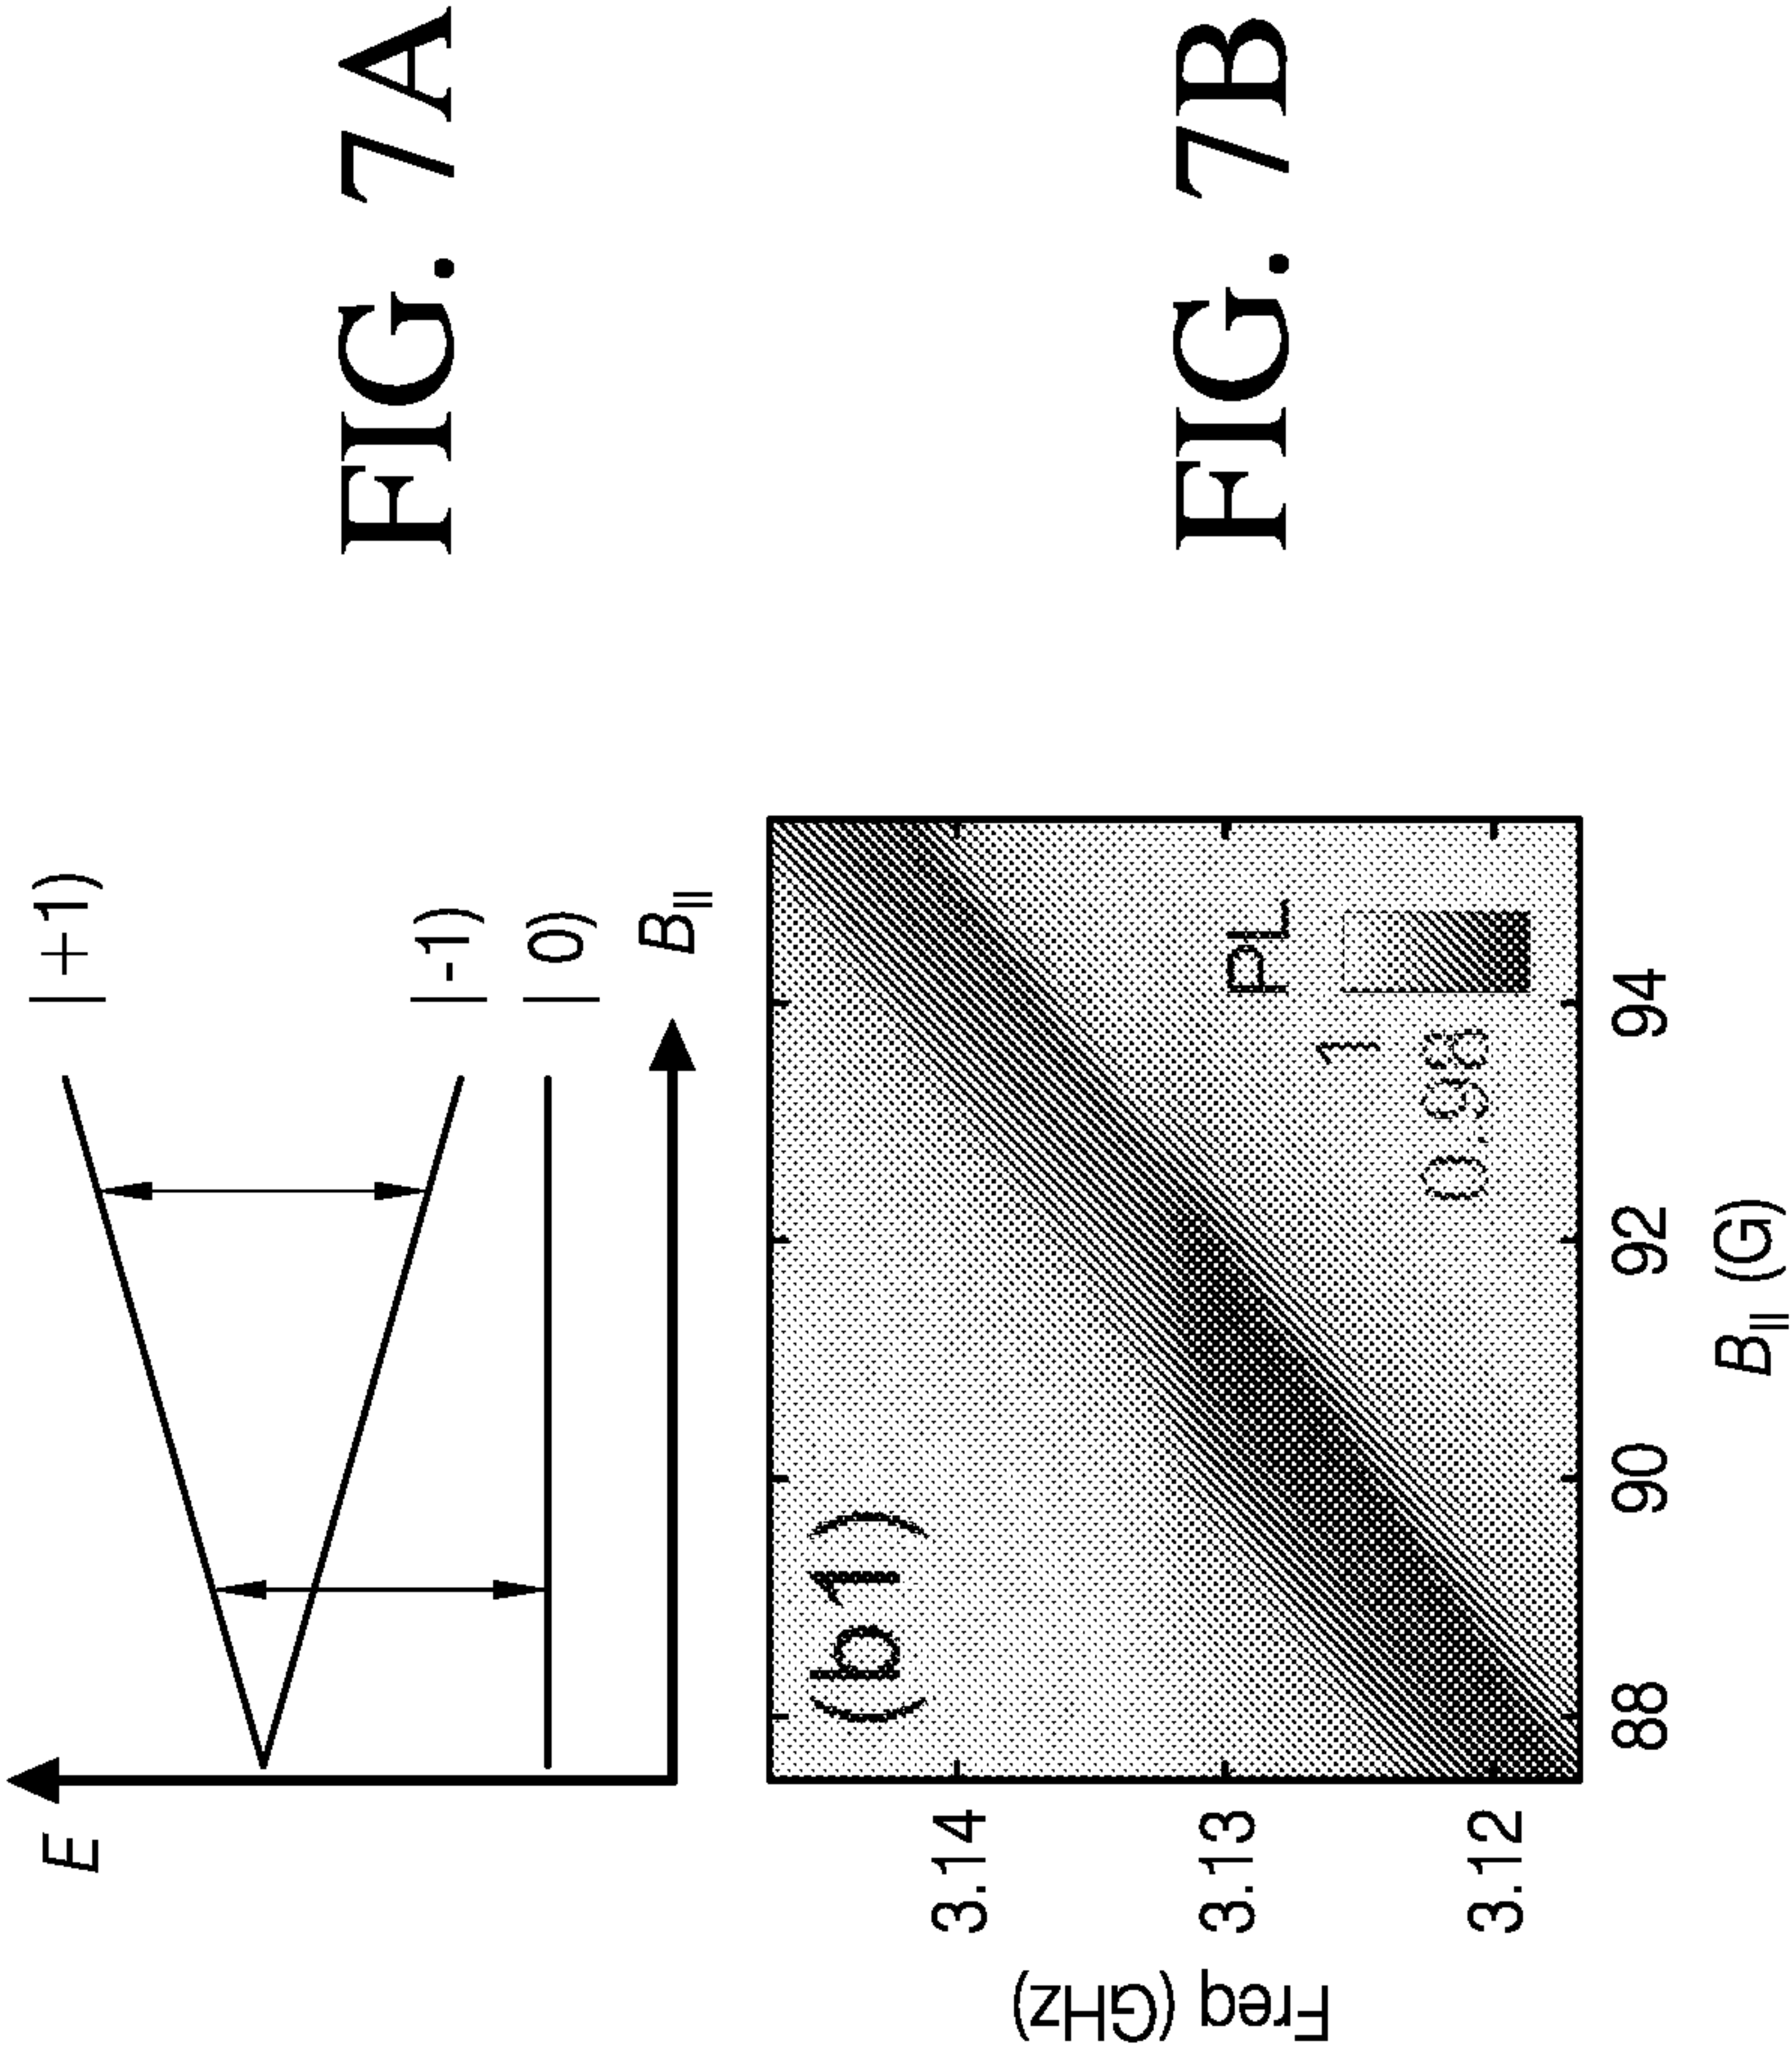 E
|+1)
|-1)
|0)
B||
FIG. 7A
(b1)
Freq (GHz)
3.14
3.13
3.12
PL
1
0.98
88
90
92
94
B|| (G)
FIG. 7B